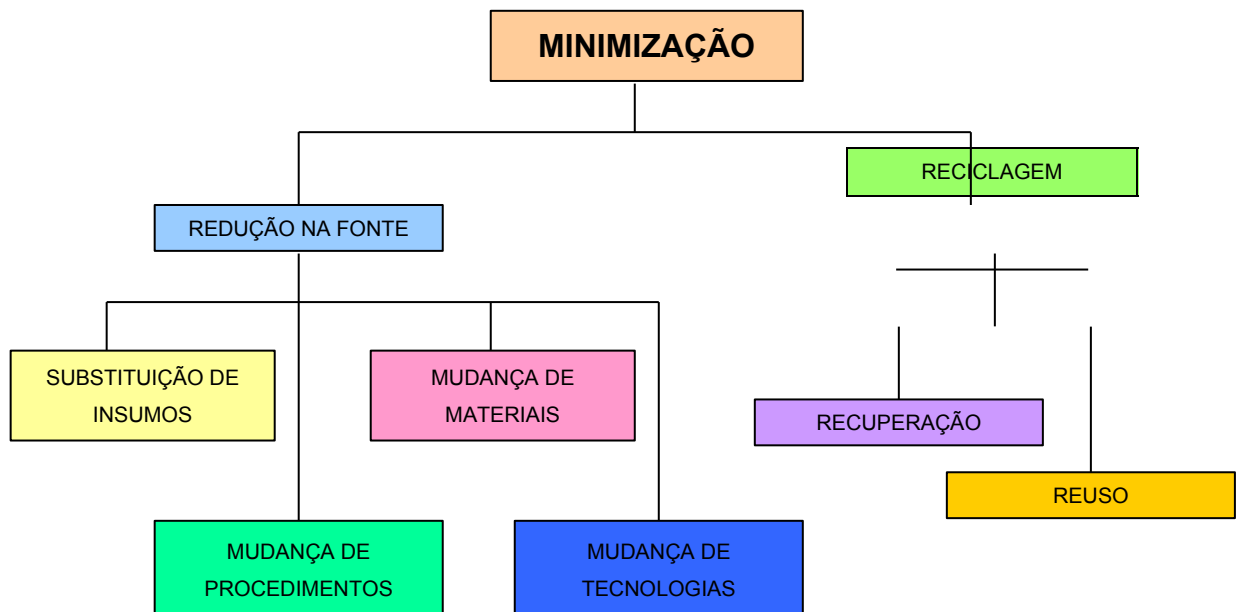 MINIMIZAÇÃO
RECICLAGEM
REDUÇÃO NA FONTE
SUBSTITUIÇÃO DE
INSUMOS
MUDANÇA DE
MATERIAIS
RECUPERAÇÃO
REUSO
MUDANÇA DE
PROCEDIMENTOS
MUDANÇA DE
TECNOLOGIAS